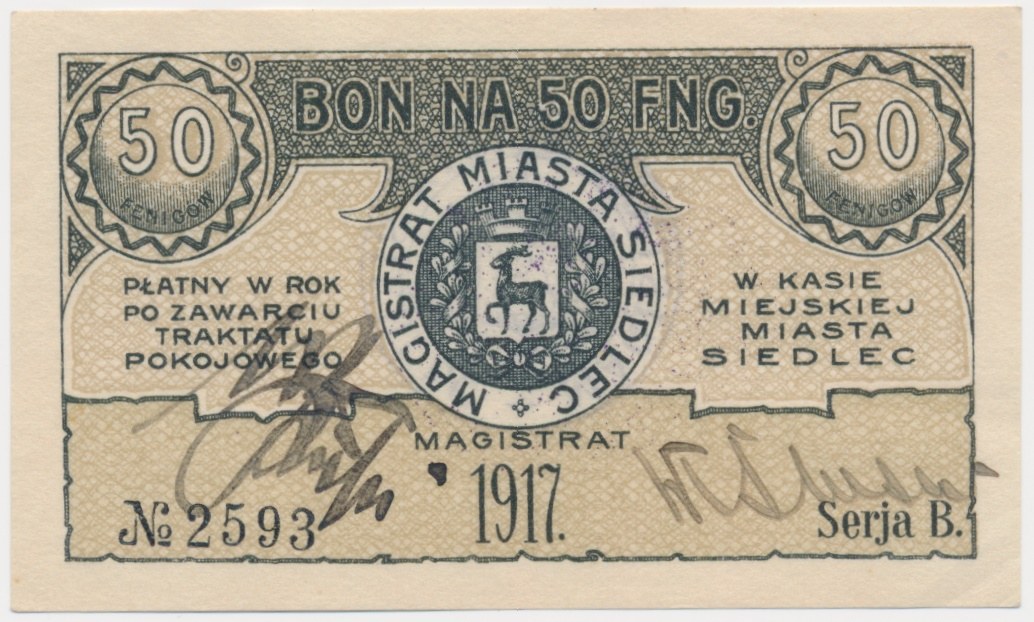 BON NA 50 FNG.
50
FENIGÓW
50
FENIGÓW
MAGISTRAT MIASTA SIEDLEC
PŁATNY W ROK
PO ZAWARCIU
TRAKTATU
POKOJOWEGO
W KASIE
MIEJSKIEJ
MIASTA
SIEDLEC
MAGISTRAT
1917.
№ 2593
Serja B.